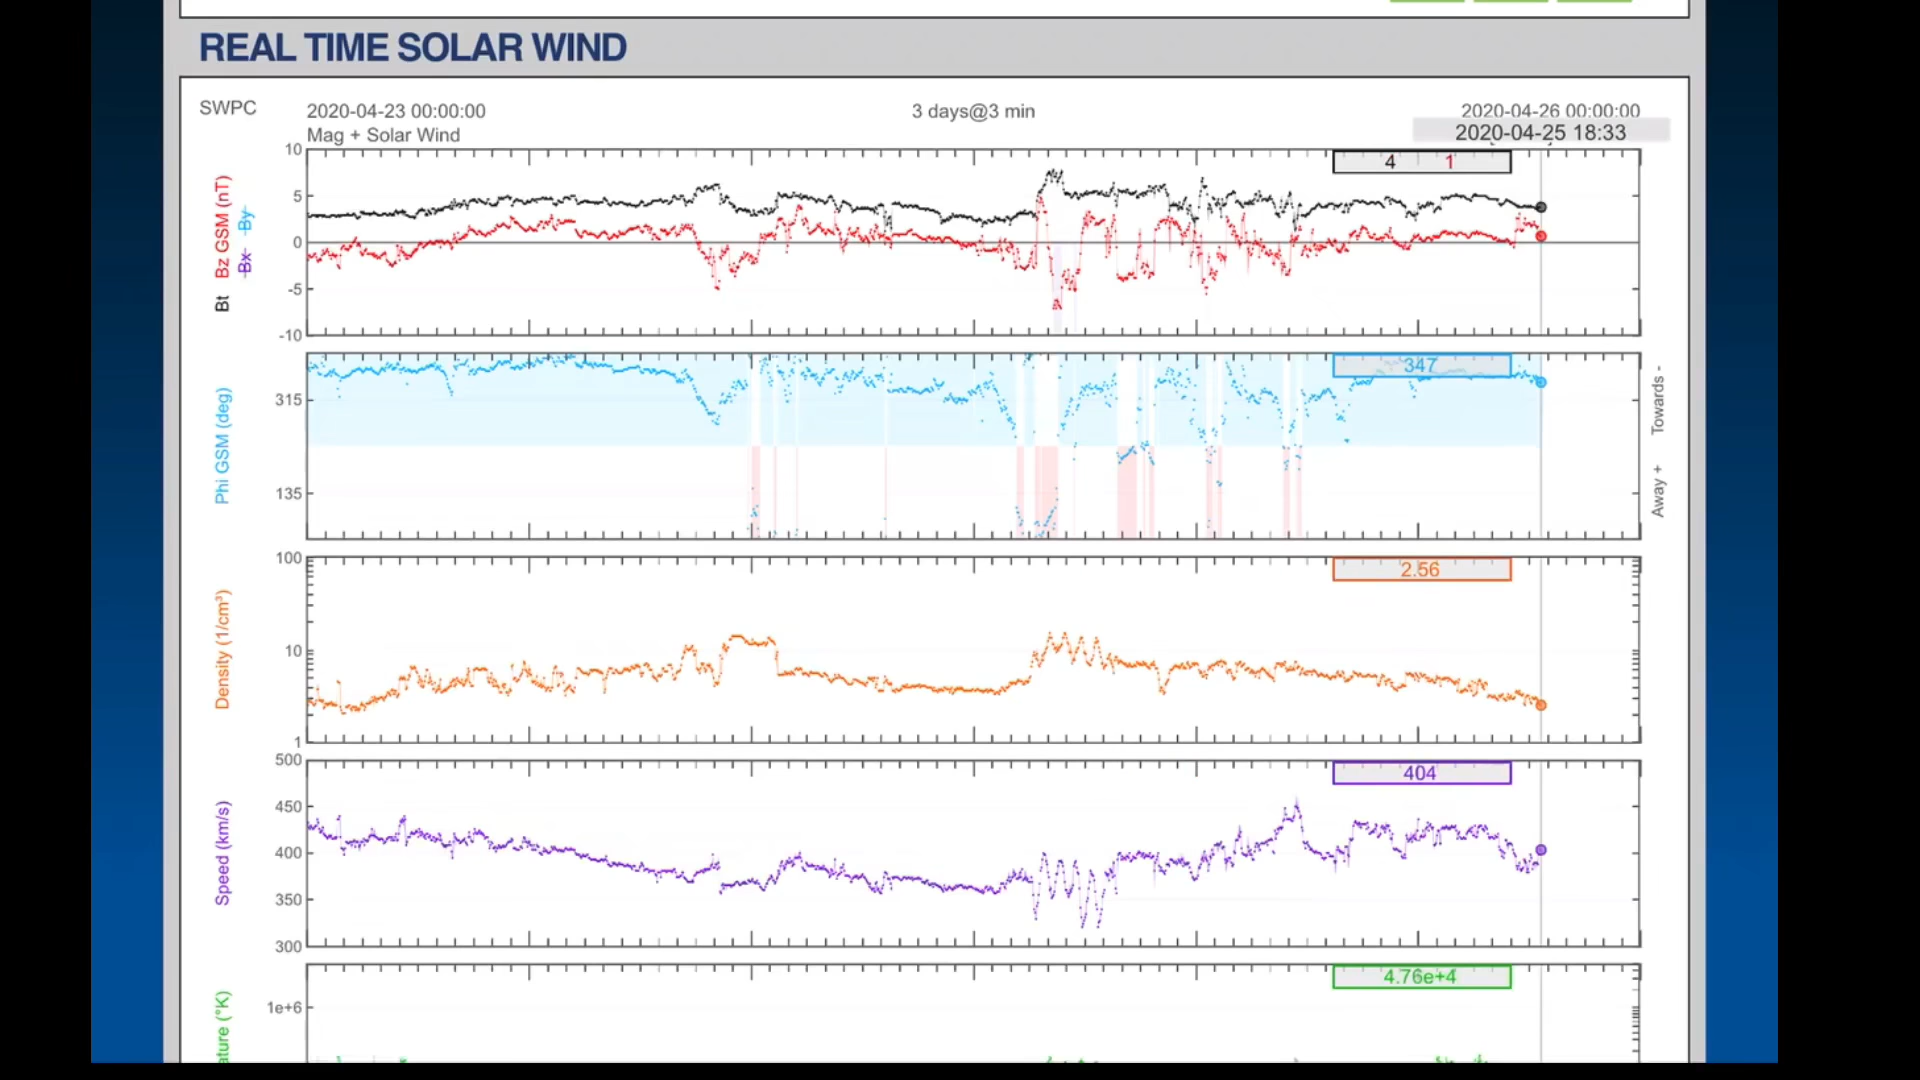 REAL TIME SOLAR WIND
SWPC
2020-04-23 00:00:00
3 days@3 min
2020-04-26 00:00:00
Mag + Solar Wind
2020-04-25 18:33
Bt Bz GSM (nT)
Bx By
10
5
0
-5
-10
4 1
Phi GSM (deg)
315
135
347
Towards -
Away +
Density (1/cm³)
100
10
1
2.56
Speed (km/s)
500
450
400
350
300
404
ature (°K)
1e+6
4.76e+4